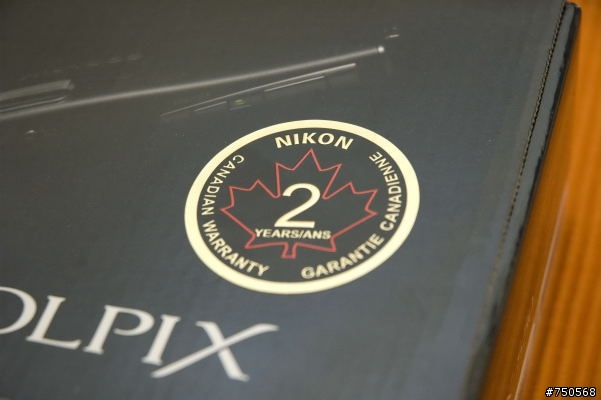 NIKON
CANADIAN WARRANTY
GARANTIE CANADIENNE
2
YEARS/ANS
OLPIX
#750568